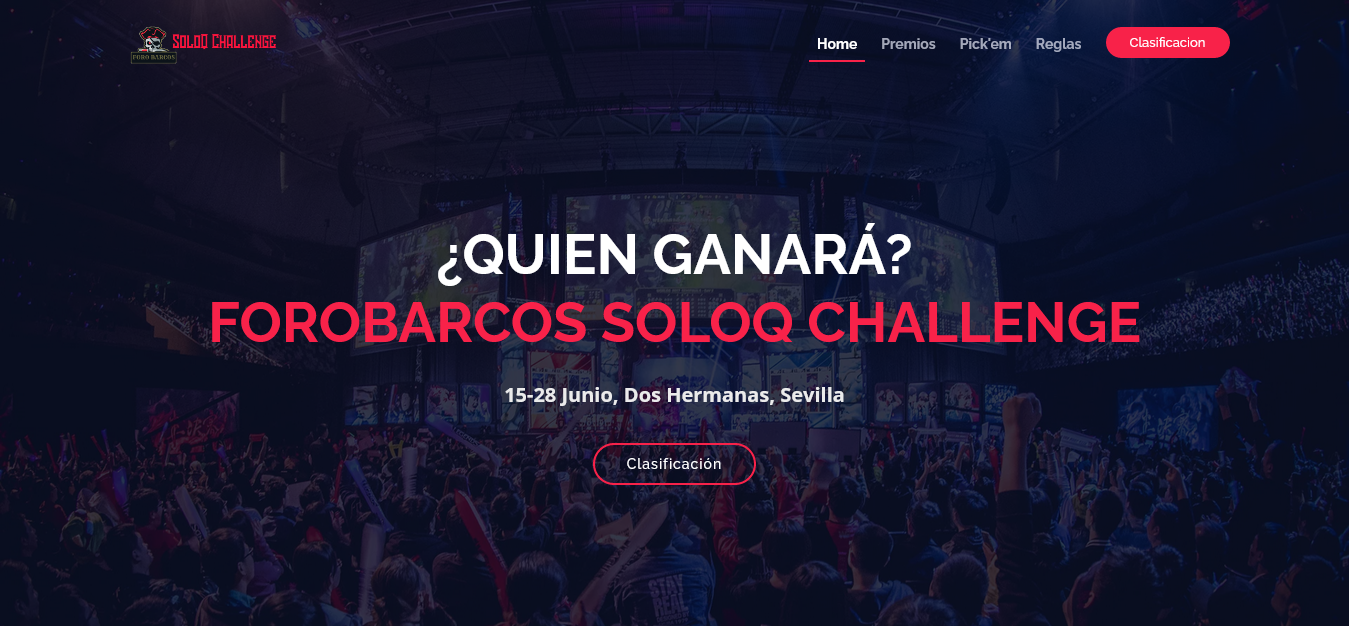 SoloQ Challenge
FORO BARCOS
Home Premios Pick'em Reglas Clasificacion
¿QUIEN GANARÁ?
FOROBARCOS SOLOQ CHALLENGE
15-28 Junio, Dos Hermanas, Sevilla
Clasificación